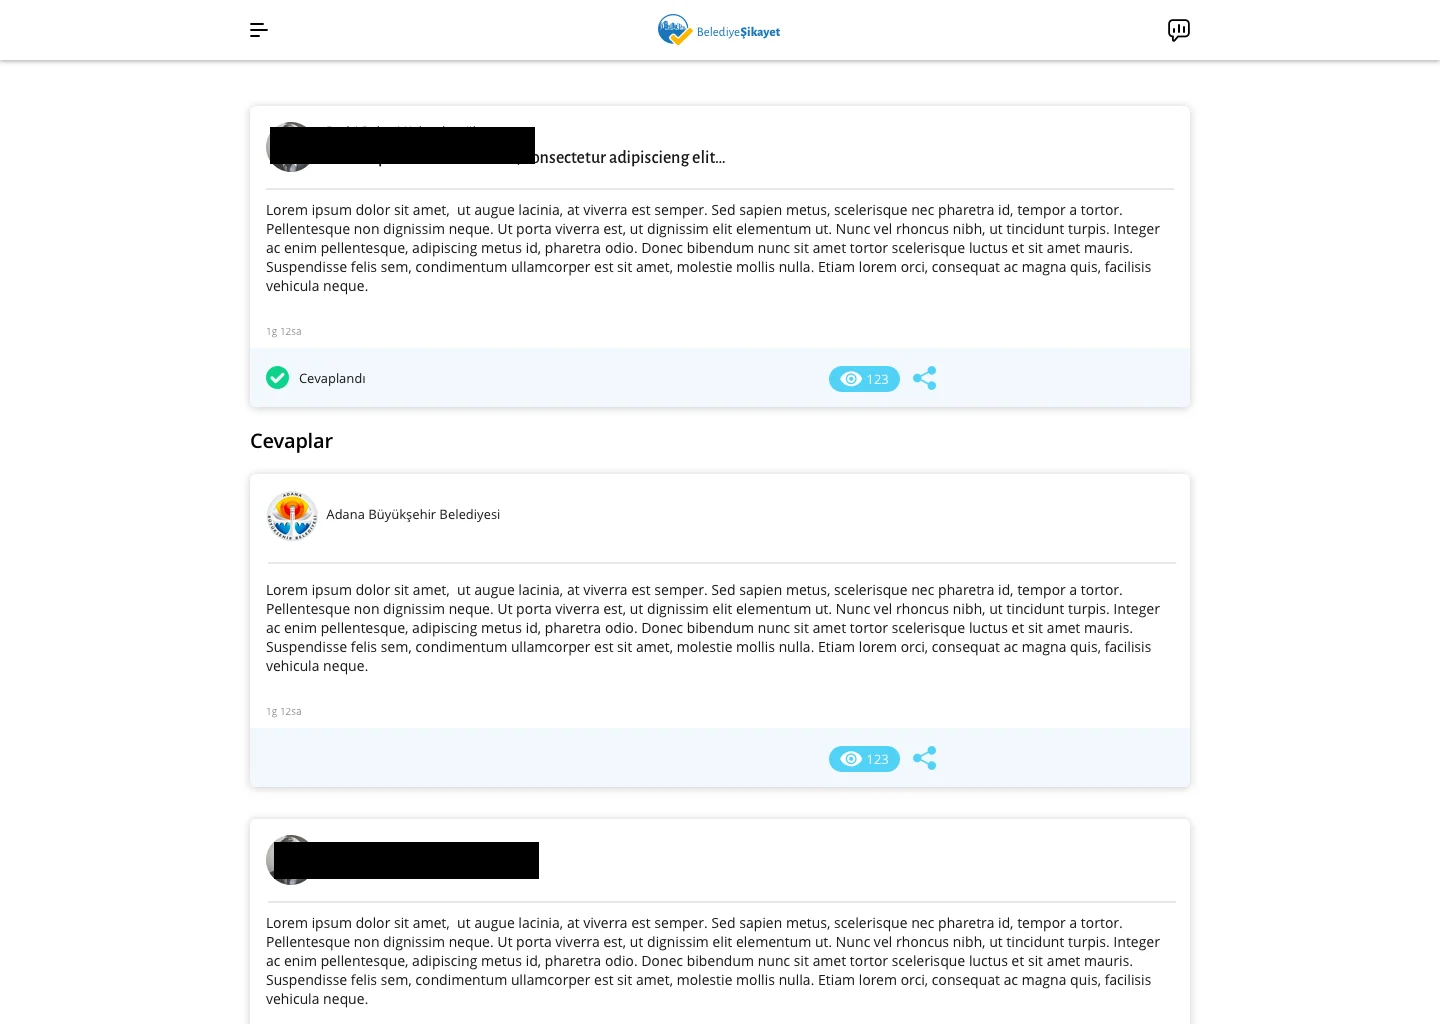 BelediyeŞikayet
consectetur adipiscieng elit...
Lorem ipsum dolor sit amet,  ut augue lacinia, at viverra est semper. Sed sapien metus, scelerisque nec pharetra id, tempor a tortor.
Pellentesque non dignissim neque. Ut porta viverra est, ut dignissim elit elementum ut. Nunc vel rhoncus nibh, ut tincidunt turpis. Integer
ac enim pellentesque, adipiscing metus id, pharetra odio. Donec bibendum nunc sit amet tortor scelerisque luctus et sit amet mauris.
Suspendisse felis sem, condimentum ullamcorper est sit amet, molestie mollis nulla. Etiam lorem orci, consequat ac magna quis, facilisis
vehicula neque.
1g 12sa
Cevaplandı
123
Cevaplar
ADANA
BÜYÜKŞEHİR BELEDİYESİ
Adana Büyükşehir Belediyesi
Lorem ipsum dolor sit amet,  ut augue lacinia, at viverra est semper. Sed sapien metus, scelerisque nec pharetra id, tempor a tortor.
Pellentesque non dignissim neque. Ut porta viverra est, ut dignissim elit elementum ut. Nunc vel rhoncus nibh, ut tincidunt turpis. Integer
ac enim pellentesque, adipiscing metus id, pharetra odio. Donec bibendum nunc sit amet tortor scelerisque luctus et sit amet mauris.
Suspendisse felis sem, condimentum ullamcorper est sit amet, molestie mollis nulla. Etiam lorem orci, consequat ac magna quis, facilisis
vehicula neque.
1g 12sa
123
Lorem ipsum dolor sit amet,  ut augue lacinia, at viverra est semper. Sed sapien metus, scelerisque nec pharetra id, tempor a tortor.
Pellentesque non dignissim neque. Ut porta viverra est, ut dignissim elit elementum ut. Nunc vel rhoncus nibh, ut tincidunt turpis. Integer
ac enim pellentesque, adipiscing metus id, pharetra odio. Donec bibendum nunc sit amet tortor scelerisque luctus et sit amet mauris.
Suspendisse felis sem, condimentum ullamcorper est sit amet, molestie mollis nulla. Etiam lorem orci, consequat ac magna quis, facilisis
vehicula neque.